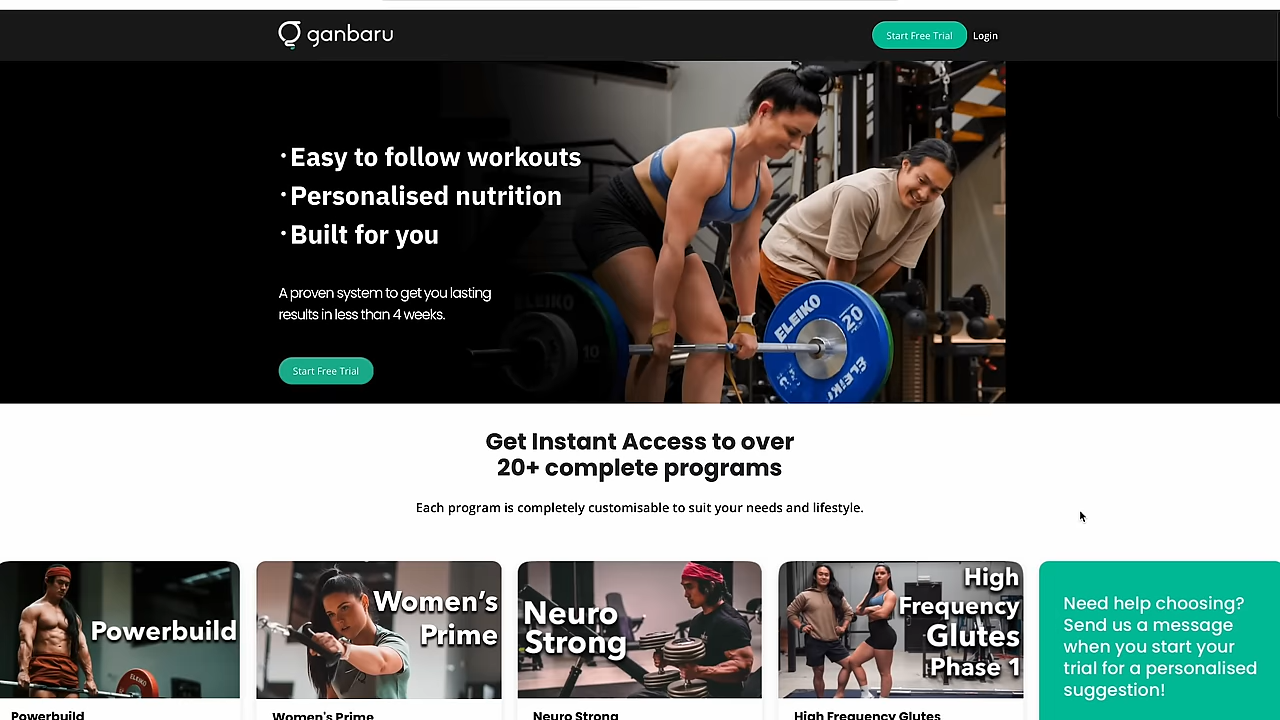 ganbaru
Start Free Trial
Login
·Easy to follow workouts
·Personalised nutrition
·Built for you
A proven system to get you lasting
results in less than 4 weeks.
Start Free Trial
ELEIKO
20
ELEIKO
ELEIKO
10
Get Instant Access to over
20+ complete programs
Each program is completely customisable to suit your needs and lifestyle.
Powerbuild
ELEIKO
Women's
Prime
Neuro
Strong
High
Frequency
Glutes
Phase 1
Need help choosing?
Send us a message
when you start your
trial for a personalised
suggestion!
Powerbuild
Women's Prime
Neuro Strong
High Frequency Glutes